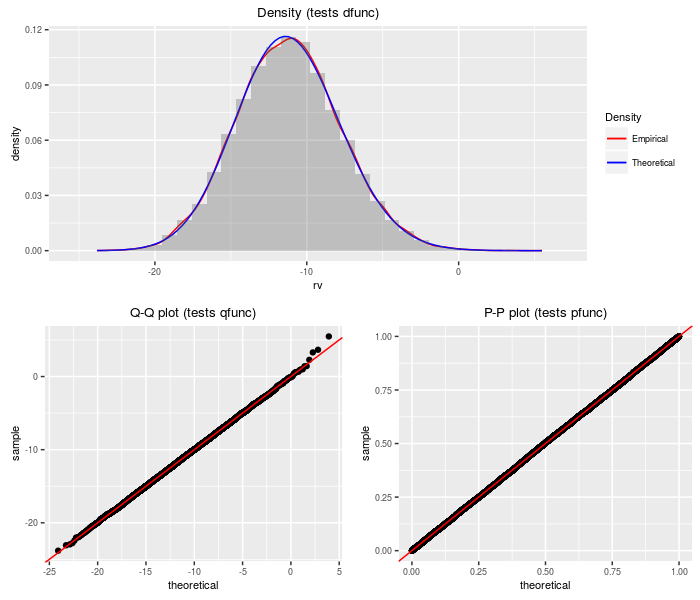 Density (tests dfunc)
0.12
0.09
0.06
0.03
0.00
density
-20
-10
0
rv
Density
Empirical
Theoretical
Q-Q plot (tests qfunc)
0
-10
-20
sample
-25
-20
-15
-10
-5
0
5
theoretical
P-P plot (tests pfunc)
1.00
0.75
0.50
0.25
0.00
sample
0.00
0.25
0.50
0.75
1.00
theoretical